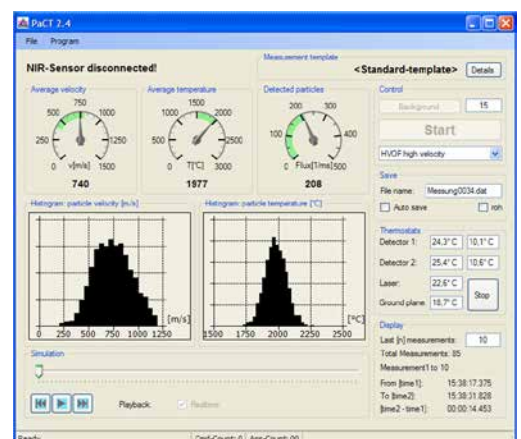 PaCT 2.4
File Program
NIR-Sensor disconnected!
Measurement template
<Standard-template> Details
Average velocity
0 250 500 750 1000 1250 1500
v[m/s]
740
Average temperature
0 500 1000 1500 2000 2500 3000
T[°C]
1977
Detected particles
0 100 200 300 400 500
Flux[1/ms]
208
Control
Background 15
Start
HVOF high velocity
Save
File name: Messung0034.dat
Auto save roh
Histogram: particle velocity [m/s]
0 250 500 750 1000 1250
[m/s]
Histogram: particle temperature [°C]
1500 1750 2000 2250 2500
[°C]
Thermostats
Detector 1: 24,3°C 10,1°C
Detector 2: 25,4°C 10,6°C
Laser: 22,6°C
Ground plane: 18,7°C
Stop
Display
Last [n] measurements: 10
Total Measurements: 85
Measurement1 to 10
From [time1]: 15:38:17.375
To [time2]: 15:38:31.828
[time2 - time1]: 00:00:14.453
Simulation
Playback: Realtime
Ready